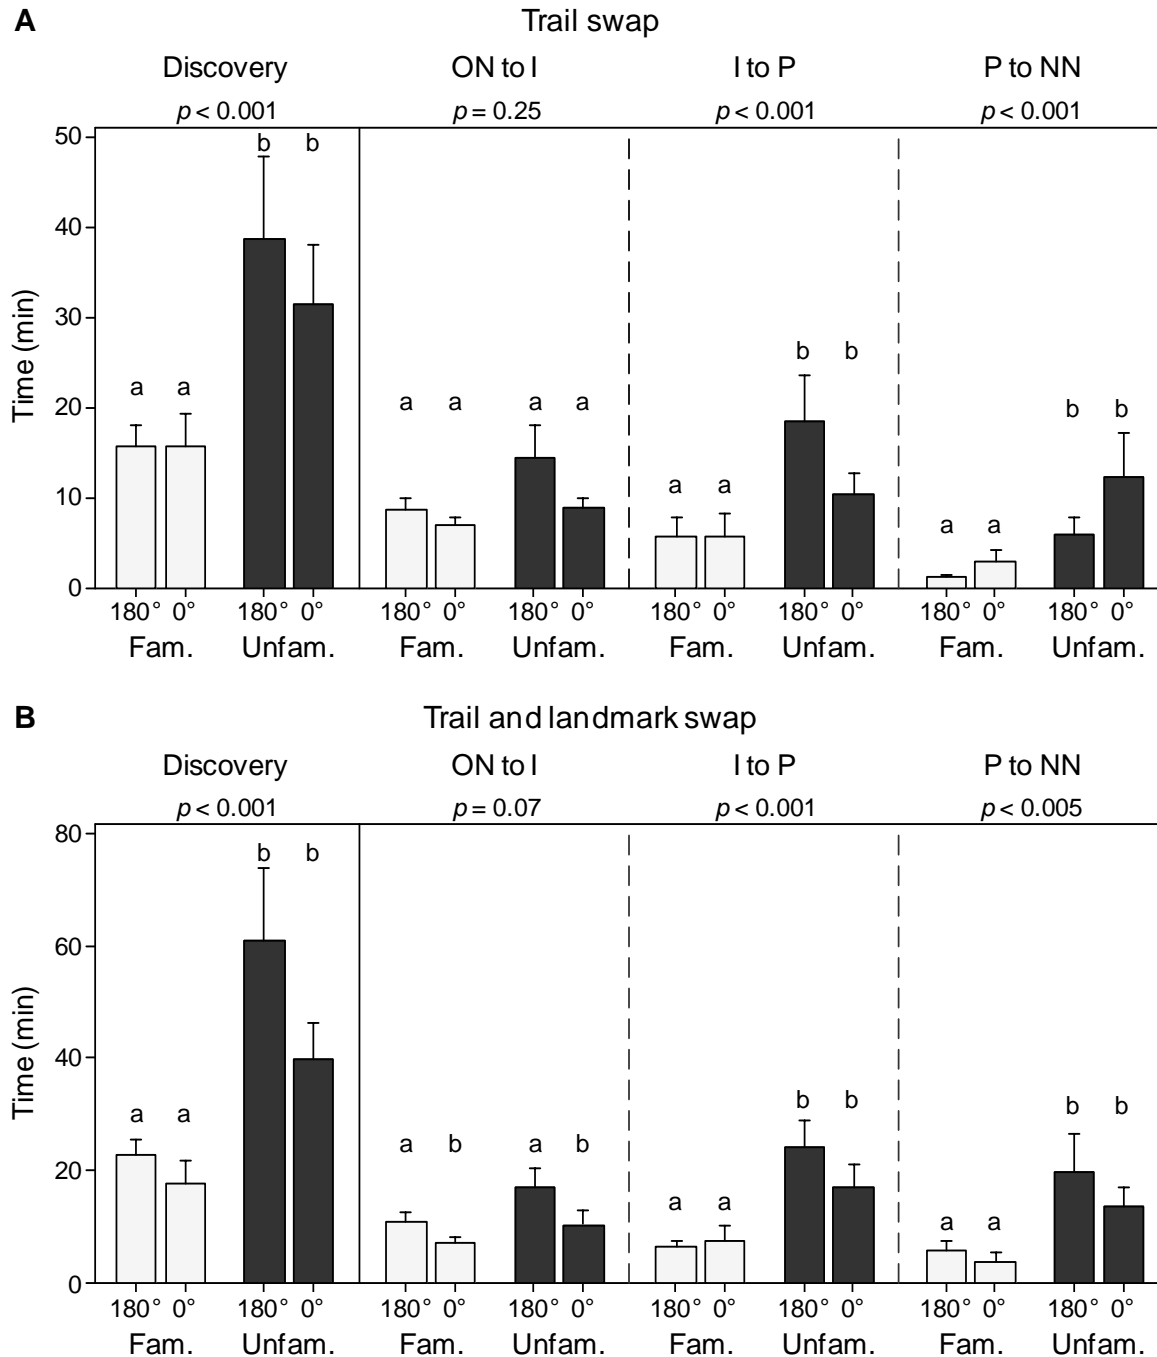 A Trail swap
Discovery ON to I I to P P to NN
p < 0.001 p = 0.25 p < 0.001 p < 0.001
50
b b
40
30
b b
a a a a a a b b
20
a a
a a
10
0
Time (min)
180° 0° 180° 0° 180° 0° 180° 0° 180° 0° 180° 0° 180° 0° 180° 0°
Fam. Unfam. Fam. Unfam. Fam. Unfam. Fam. Unfam.
B Trail and landmark swap
Discovery ON to I I to P P to NN
p < 0.001 p = 0.07 p < 0.001 p < 0.005
80
b b
60
40
a a b b b b
a b a b
20
a a
a a
0
Time (min)
180° 0° 180° 0° 180° 0° 180° 0° 180° 0° 180° 0° 180° 0° 180° 0°
Fam. Unfam. Fam. Unfam. Fam. Unfam. Fam. Unfam.